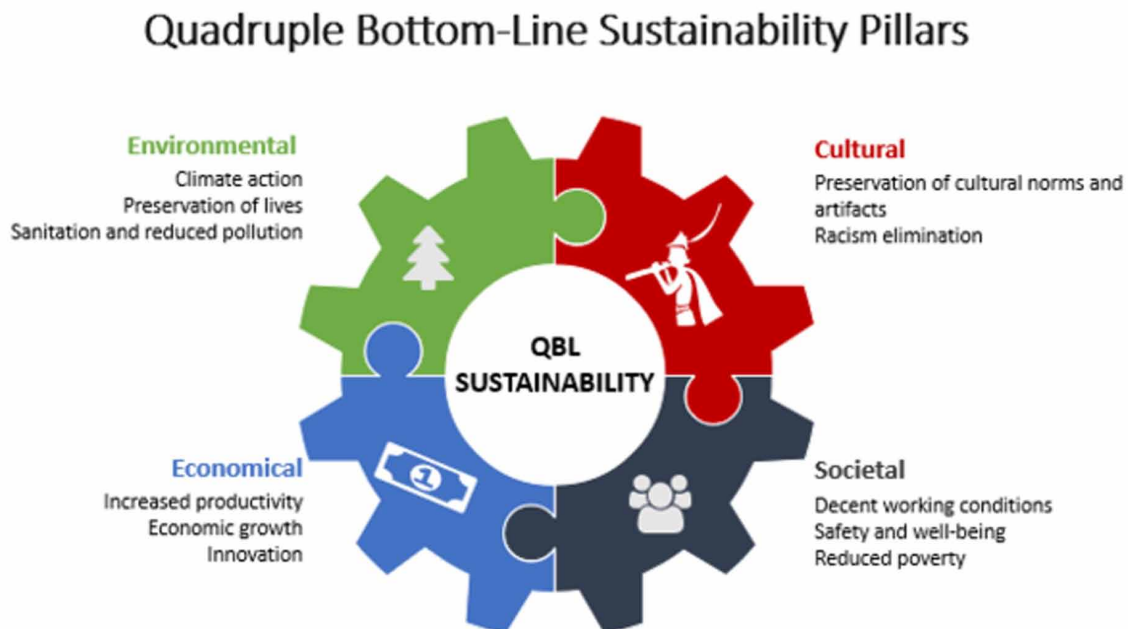 Quadruple Bottom-Line Sustainability Pillars
Environmental
Climate action
Preservation of lives
Sanitation and reduced pollution
Cultural
Preservation of cultural norms and
artifacts
Racism elimination
QBL
SUSTAINABILITY
Economical
Increased productivity
Economic growth
Innovation
1
Societal
Decent working conditions
Safety and well-being
Reduced poverty